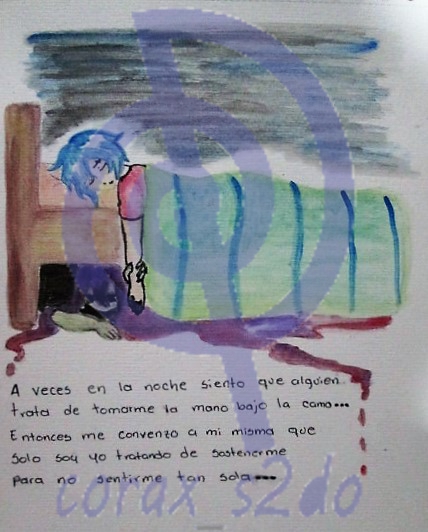 A veces en la noche siento que alguien..
trata de tomarme la mano bajo la cama...
Entonces me convenzo a mi misma que
solo soy yo tratando de sostenerme
para no sentirme tan sola...
corax s2do